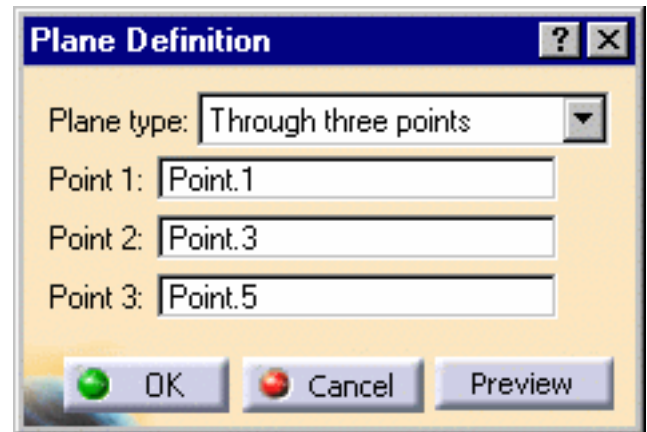 Plane Definition ? X
Plane type: Through three points
Point 1: Point.1
Point 2: Point.3
Point 3: Point.5
OK Cancel Preview